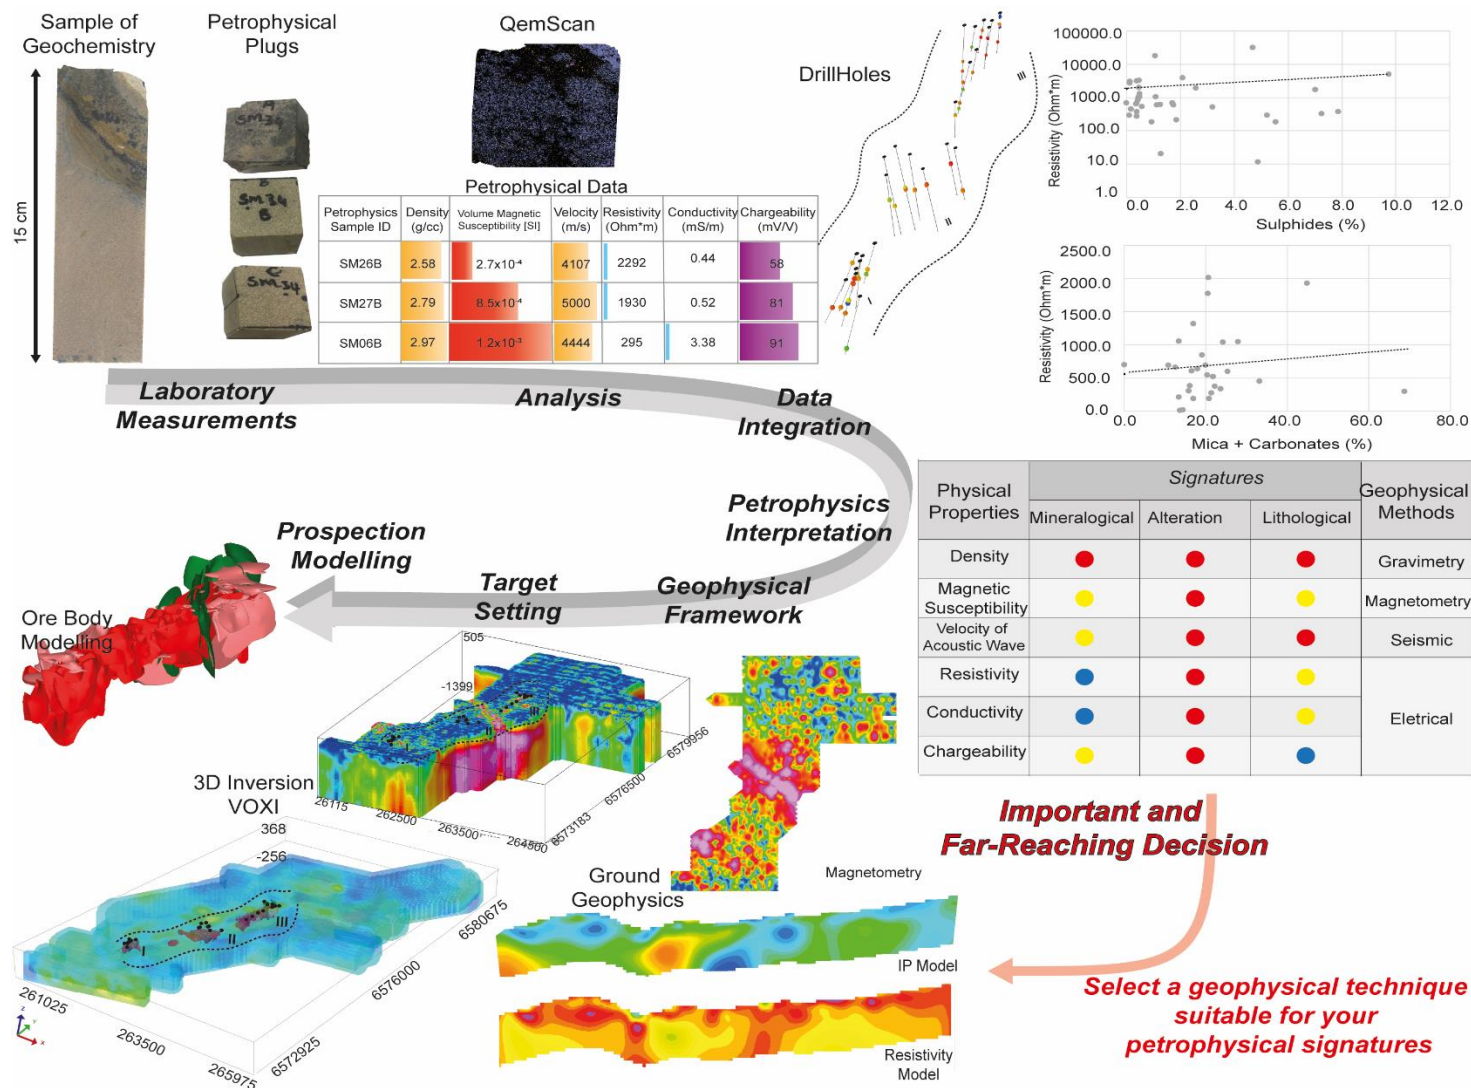 Sample of
Geochemistry
15 cm
Petrophysical
Plugs
A
SM34
B
SM34
B
C
SM34
QemScan
DrillHoles
III
II
I
Petrophysical Data
Petrophysics Sample ID Density (g/cc) Volume Magnetic Susceptibility [SI] Velocity (m/s) Resistivity (Ohm*m) Conductivity (mS/m) Chargeability (mV/V)
SM26B 2.58 2.7x10⁻⁴ 4107 2292 0.44 58
SM27B 2.79 8.5x10⁻⁴ 5000 1930 0.52 81
SM06B 2.97 1.2x10⁻³ 4444 295 3.38 91
Resistivity (Ohm*m)
100000.0
10000.0
1000.0
100.0
10.0
1.0
0.0 2.0 4.0 6.0 8.0 10.0 12.0
Sulphides (%)
Resistivity (Ohm*m)
2500
2000
1500
1000
500.0
0.0
0.0 20.0 40.0 60.0 80.0
Mica + Carbonates (%)
Laboratory
Measurements
Analysis
Data
Integration
Petrophysics
Interpretation
Geophysical
Framework
Target
Setting
Prospection
Modelling
Ore Body
Modelling
Physical Properties Signatures Geophysical Methods
Mineralogical Alteration Lithological
Density Gravimetry
Magnetic Susceptibility Magnetometry
Velocity of Acoustic Wave Seismic
Resistivity
Conductivity Eletrical
Chargeability
505
-1399
I
II
III
26115
262500
263500
264500
6573183
6576500
6579956
3D Inversion
VOXI
368
-256
I
II
III
261025
263500
265975
6572925
6576000
6580675
Z
Y
X
Magnetometry
Ground
Geophysics
IP Model
Resistivity
Model
Important and
Far-Reaching Decision
Select a geophysical technique
suitable for your
petrophysical signatures